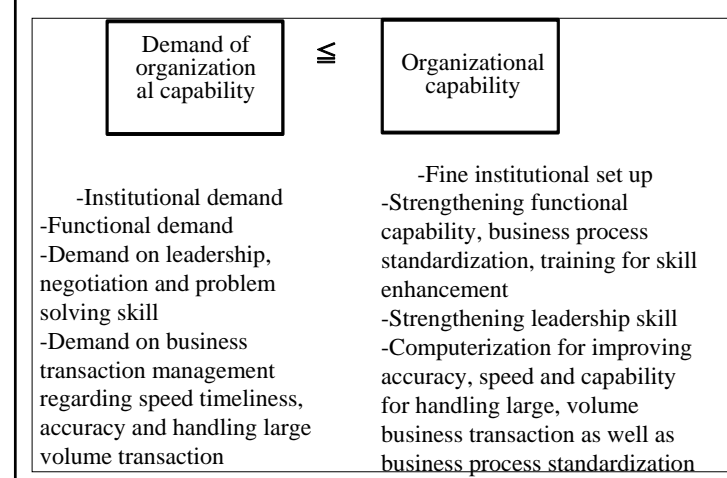 Demand of
organization
al capability
≦
Organizational
capability
-Institutional demand
-Functional demand
-Demand on leadership,
negotiation and problem
solving skill
-Demand on business
transaction management
regarding speed timeliness,
accuracy and handling large
volume transaction
-Fine institutional set up
-Strengthening functional
capability, business process
standardization, training for skill
enhancement
-Strengthening leadership skill
-Computerization for improving
accuracy, speed and capability
for handling large, volume
business transaction as well as
business process standardization